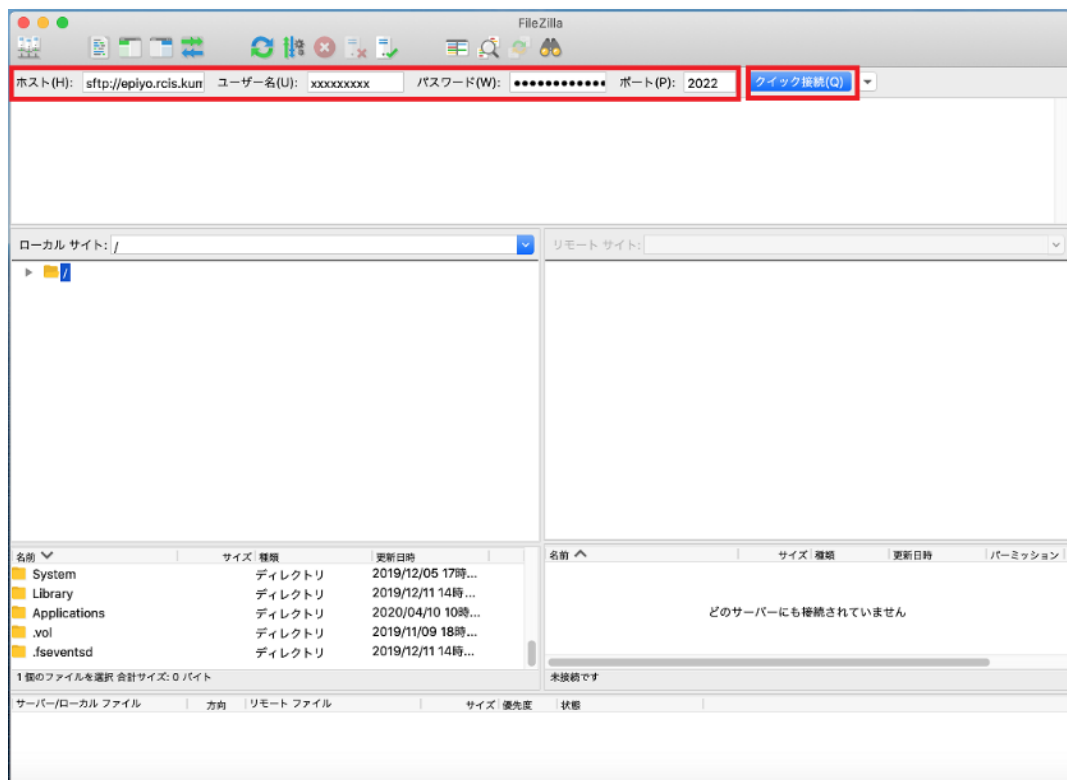 FileZilla
ホスト(H): sftp://epiyo.rcis.kum ユーザー名(U): xxxxxxxxx パスワード(W): ●●●●●●●●●●●● ポート(P): 2022 クイック接続(Q)
ローカル サイト: /
リモート サイト:
/
名前 サイズ 種類 更新日時
System ディレクトリ 2019/12/05 17時...
Library ディレクトリ 2019/12/11 14時...
Applications ディレクトリ 2020/04/10 10時...
.vol ディレクトリ 2019/11/09 18時...
.fseventsd ディレクトリ 2019/12/11 14時...
1個のファイルを選択 合計サイズ: 0 バイト
名前 サイズ 種類 更新日時 パーミッション
どのサーバーにも接続されていません
未接続です
サーバー/ローカル ファイル 方向 リモート ファイル サイズ 優先度 状態